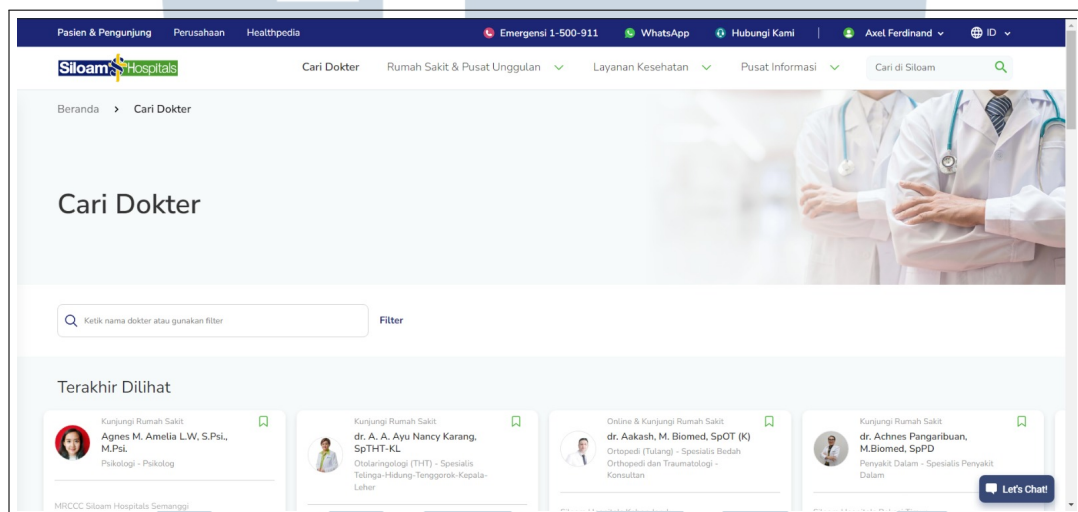 Pasien & Pengunjung Perusahaan Healthpedia Emergensi 1-500-911 WhatsApp Hubungi Kami | Axel Ferdinand ID
Siloam Hospitals Cari Dokter Rumah Sakit & Pusat Unggulan Layanan Kesehatan Pusat Informasi Cari di Siloam
Beranda > Cari Dokter
Cari Dokter
Ketik nama dokter atau gunakan filter Filter
Terakhir Dilihat
Kunjungi Rumah Sakit
Agnes M. Amelia L.W, S.Psi.,
M.Psi.
Psikologi - Psikolog
MRCCC Siloam Hospitals Semanggi
Kunjungi Rumah Sakit
dr. A. A. Ayu Nancy Karang,
SpTHT-KL
Otolaringologi (THT) - Spesialis
Telinga-Hidung-Tenggorok-Kepala-
Leher
Online & Kunjungi Rumah Sakit
dr. Aakash, M. Biomed, SpOT (K)
Ortopedi (Tulang) - Spesialis Bedah
Orthopedi dan Traumatologi -
Konsultan
Kunjungi Rumah Sakit
dr. Achnes Pangaribuan,
M.Biomed, SpPD
Penyakit Dalam - Spesialis Penyakit
Dalam
Let's Chat!